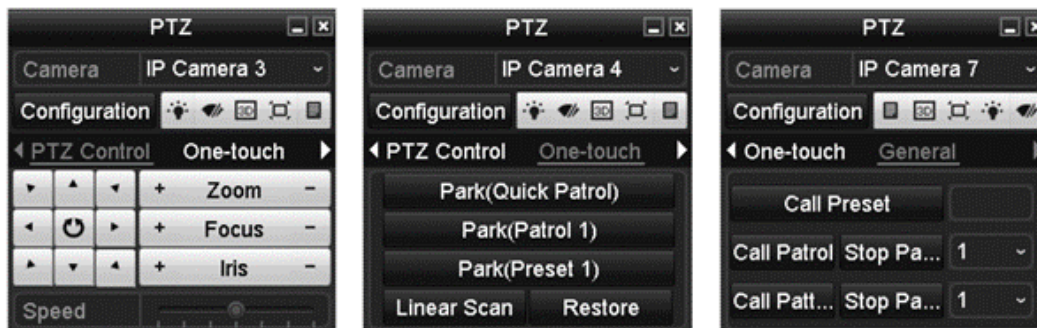 PTZ
Camera IP Camera 3
Configuration 3D
PTZ Control One-touch
+ Zoom -
+ Focus -
+ Iris -
Speed
PTZ
Camera IP Camera 4
Configuration 3D
PTZ Control One-touch
Park(Quick Patrol)
Park(Patrol 1)
Park(Preset 1)
Linear Scan Restore
PTZ
Camera IP Camera 7
Configuration 3D
One-touch General
Call Preset
Call Patrol Stop Pa... 1
Call Patt... Stop Pa... 1